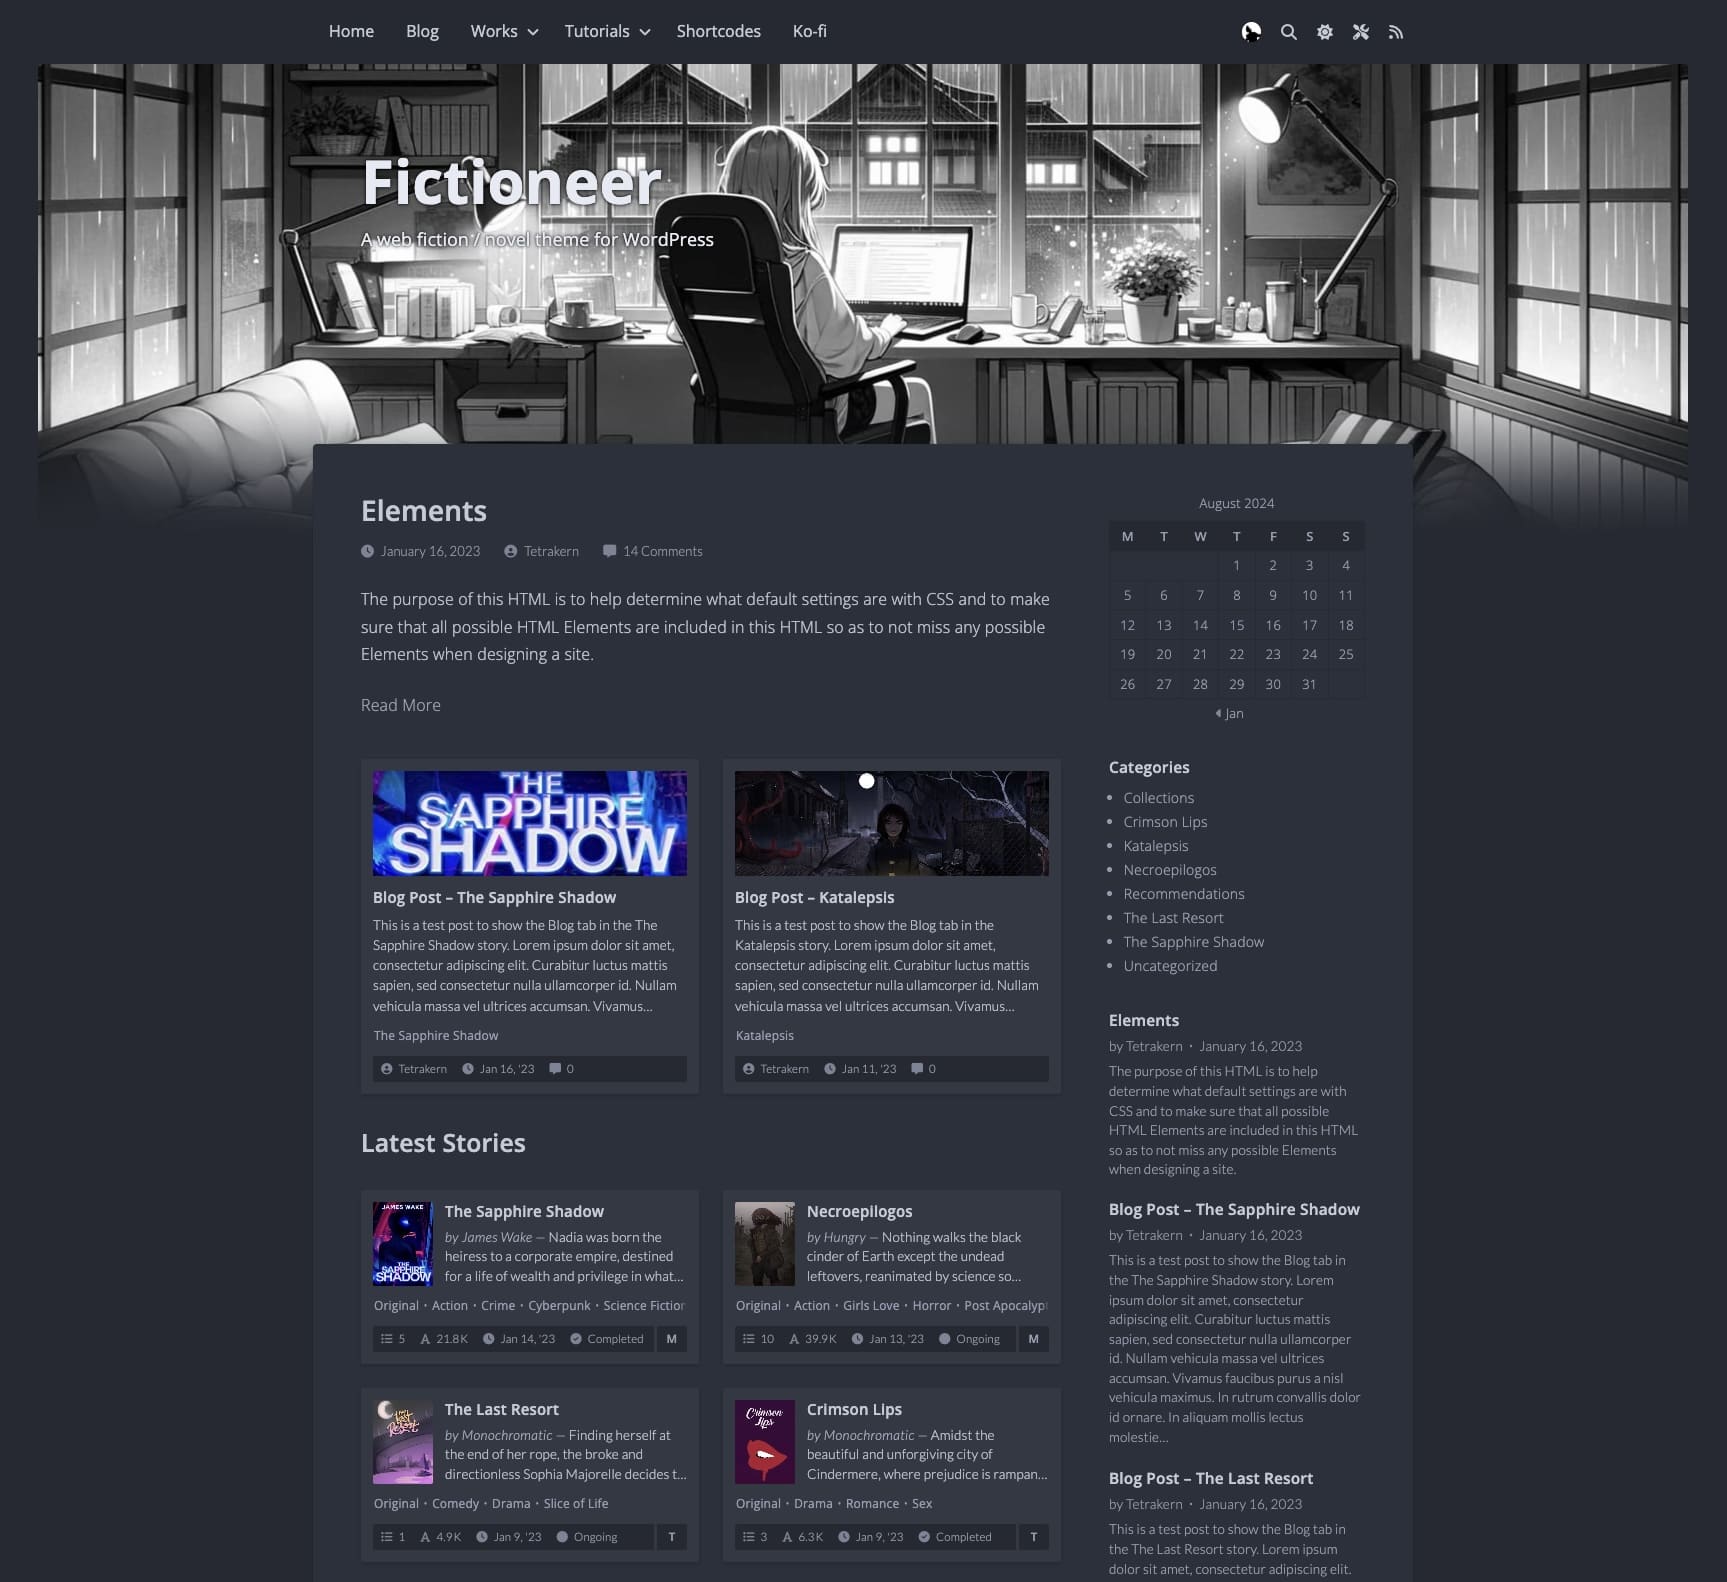 Home Blog Works Tutorials Shortcodes Ko-fi
Fictioneer
A web fiction / novel theme for WordPress
Elements
January 16, 2023 Tetrakern 14 Comments
The purpose of this HTML is to help determine what default settings are with CSS and to make
sure that all possible HTML Elements are included in this HTML so as to not miss any possible
Elements when designing a site.
Read More
THE
SAPPHIRE
SHADOW
Blog Post – The Sapphire Shadow
This is a test post to show the Blog tab in the The
Sapphire Shadow story. Lorem ipsum dolor sit amet,
consectetur adipiscing elit. Curabitur luctus mattis
sapien, sed consectetur nulla ullamcorper id. Nullam
vehicula massa vel ultrices accumsan. Vivamus...
The Sapphire Shadow
Tetrakern Jan 16, '23 0
Blog Post – Katalepsis
This is a test post to show the Blog tab in the
Katalepsis story. Lorem ipsum dolor sit amet,
consectetur adipiscing elit. Curabitur luctus mattis
sapien, sed consectetur nulla ullamcorper id. Nullam
vehicula massa vel ultrices accumsan. Vivamus...
Katalepsis
Tetrakern Jan 11, '23 0
Latest Stories
JAMES WAKE
THE
SAPPHIRE
SHADOW
The Sapphire Shadow
by James Wake — Nadia was born the
heiress to a corporate empire, destined
for a life of wealth and privilege in what...
Original · Action · Crime · Cyberpunk · Science Fiction
5 21.8K Jan 14, '23 Completed M
Necroepilogos
by Hungry — Nothing walks the black
cinder of Earth except the undead
leftovers, reanimated by science so...
Original · Action · Girls Love · Horror · Post Apocalypt
10 39.9K Jan 13, '23 Ongoing M
The Last Resort
The Last Resort
by Monochromatic — Finding herself at
the end of her rope, the broke and
directionless Sophia Majorelle decides t...
Original · Comedy · Drama · Slice of Life
1 4.9K Jan 9, '23 Ongoing T
Crimson
Lips
Crimson Lips
by Monochromatic — Amidst the
beautiful and unforgiving city of
Cindermere, where prejudice is rampan...
Original · Drama · Romance · Sex
3 6.3K Jan 9, '23 Completed T
August 2024
M T W T F S S
1 2 3 4
5 6 7 8 9 10 11
12 13 14 15 16 17 18
19 20 21 22 23 24 25
26 27 28 29 30 31
Jan
Categories
Collections
Crimson Lips
Katalepsis
Necroepilogos
Recommendations
The Last Resort
The Sapphire Shadow
Uncategorized
Elements
by Tetrakern · January 16, 2023
The purpose of this HTML is to help
determine what default settings are with
CSS and to make sure that all possible
HTML Elements are included in this HTML
so as to not miss any possible Elements
when designing a site.
Blog Post – The Sapphire Shadow
by Tetrakern · January 16, 2023
This is a test post to show the Blog tab in
the The Sapphire Shadow story. Lorem
ipsum dolor sit amet, consectetur
adipiscing elit. Curabitur luctus mattis
sapien, sed consectetur nulla ullamcorper
id. Nullam vehicula massa vel ultrices
accumsan. Vivamus faucibus purus a nisl
vehicula maximus. In rutrum convallis dolor
id ornare. In aliquam mollis lectus
molestie...
Blog Post – The Last Resort
by Tetrakern · January 16, 2023
This is a test post to show the Blog tab in
the The Last Resort story. Lorem ipsum
dolor sit amet, consectetur adipiscing elit.